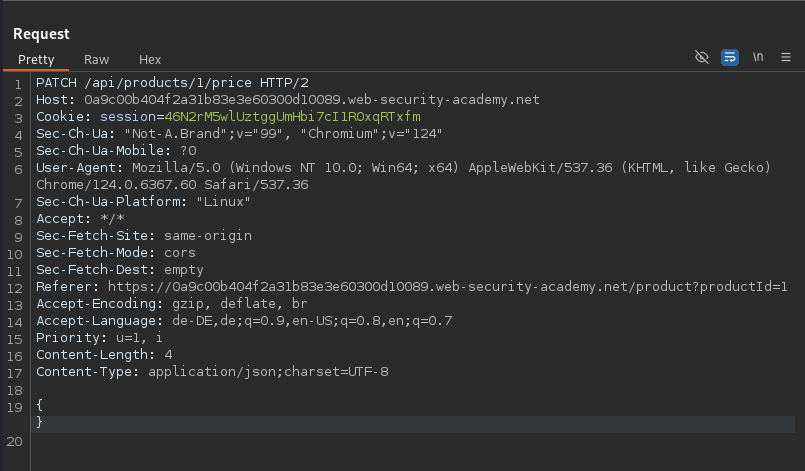 Request
Pretty Raw Hex \n
1 PATCH /api/products/1/price HTTP/2
2 Host: 0a9c00b404f2a31b83e3e60300d10089.web-security-academy.net
3 Cookie: session=46N2rM5wlUztggUmHbi7cI1R0xqRTxfm
4 Sec-Ch-Ua: "Not-A.Brand";v="99", "Chromium";v="124"
5 Sec-Ch-Ua-Mobile: ?0
6 User-Agent: Mozilla/5.0 (Windows NT 10.0; Win64; x64) AppleWebKit/537.36 (KHTML, like Gecko)
Chrome/124.0.6367.60 Safari/537.36
7 Sec-Ch-Ua-Platform: "Linux"
8 Accept: */*
9 Sec-Fetch-Site: same-origin
10 Sec-Fetch-Mode: cors
11 Sec-Fetch-Dest: empty
12 Referer: https://0a9c00b404f2a31b83e3e60300d10089.web-security-academy.net/product?productId=1
13 Accept-Encoding: gzip, deflate, br
14 Accept-Language: de-DE,de;q=0.9,en-US;q=0.8,en;q=0.7
15 Priority: u=1, i
16 Content-Length: 4
17 Content-Type: application/json;charset=UTF-8
18
19 {
}
20